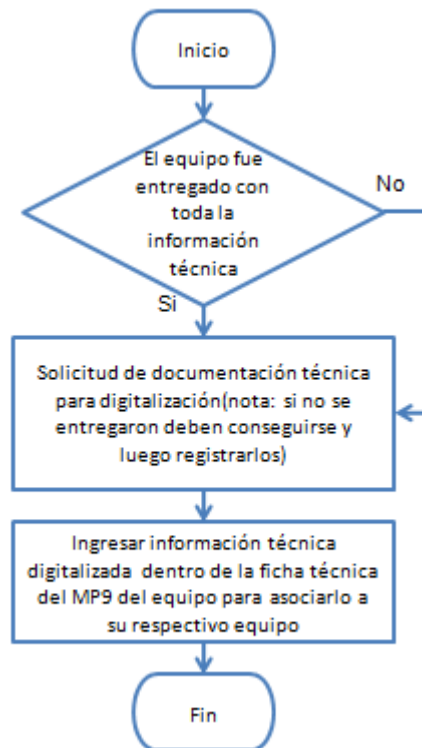 Inicio
El equipo fue
entregado con
toda la
información
técnica
No
Si
Solicitud de documentación técnica
para digitalización(nota: si no se
entregaron deben conseguirse y
luego registrarlos)
Ingresar información técnica
digitalizada dentro de la ficha técnica
del MP9 del equipo para asociarlo a
su respectivo equipo
Fin